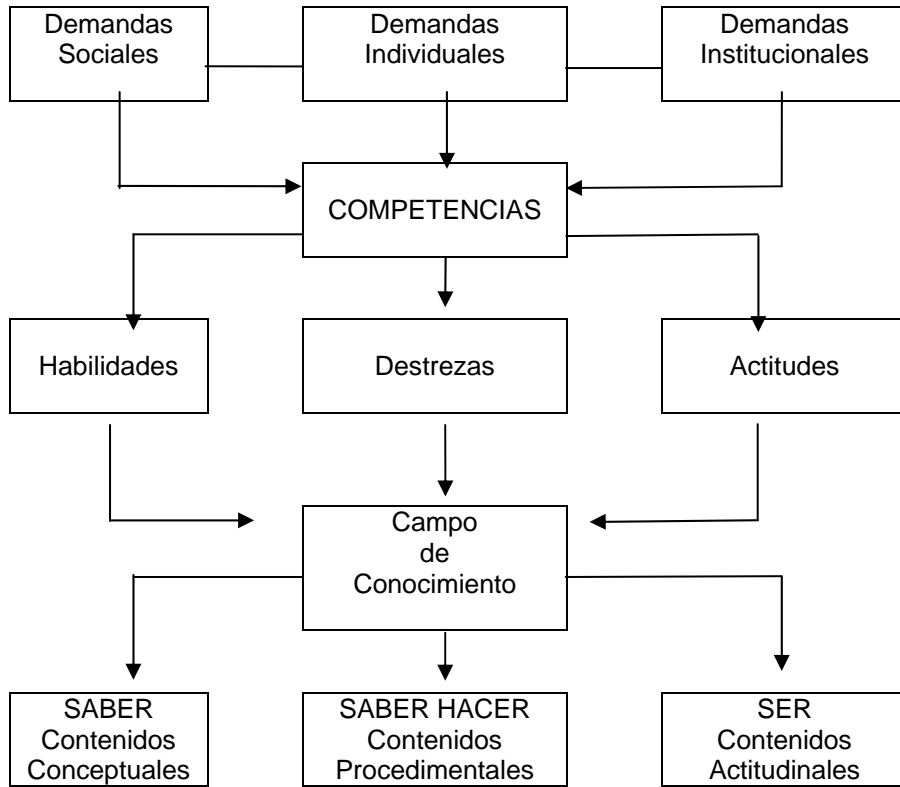 Demandas
Sociales
Demandas
Individuales
Demandas
Institucionales
COMPETENCIAS
Habilidades
Destrezas
Actitudes
Campo
de
Conocimiento
SABER
Contenidos
Conceptuales
SABER HACER
Contenidos
Procedimentales
SER
Contenidos
Actitudinales